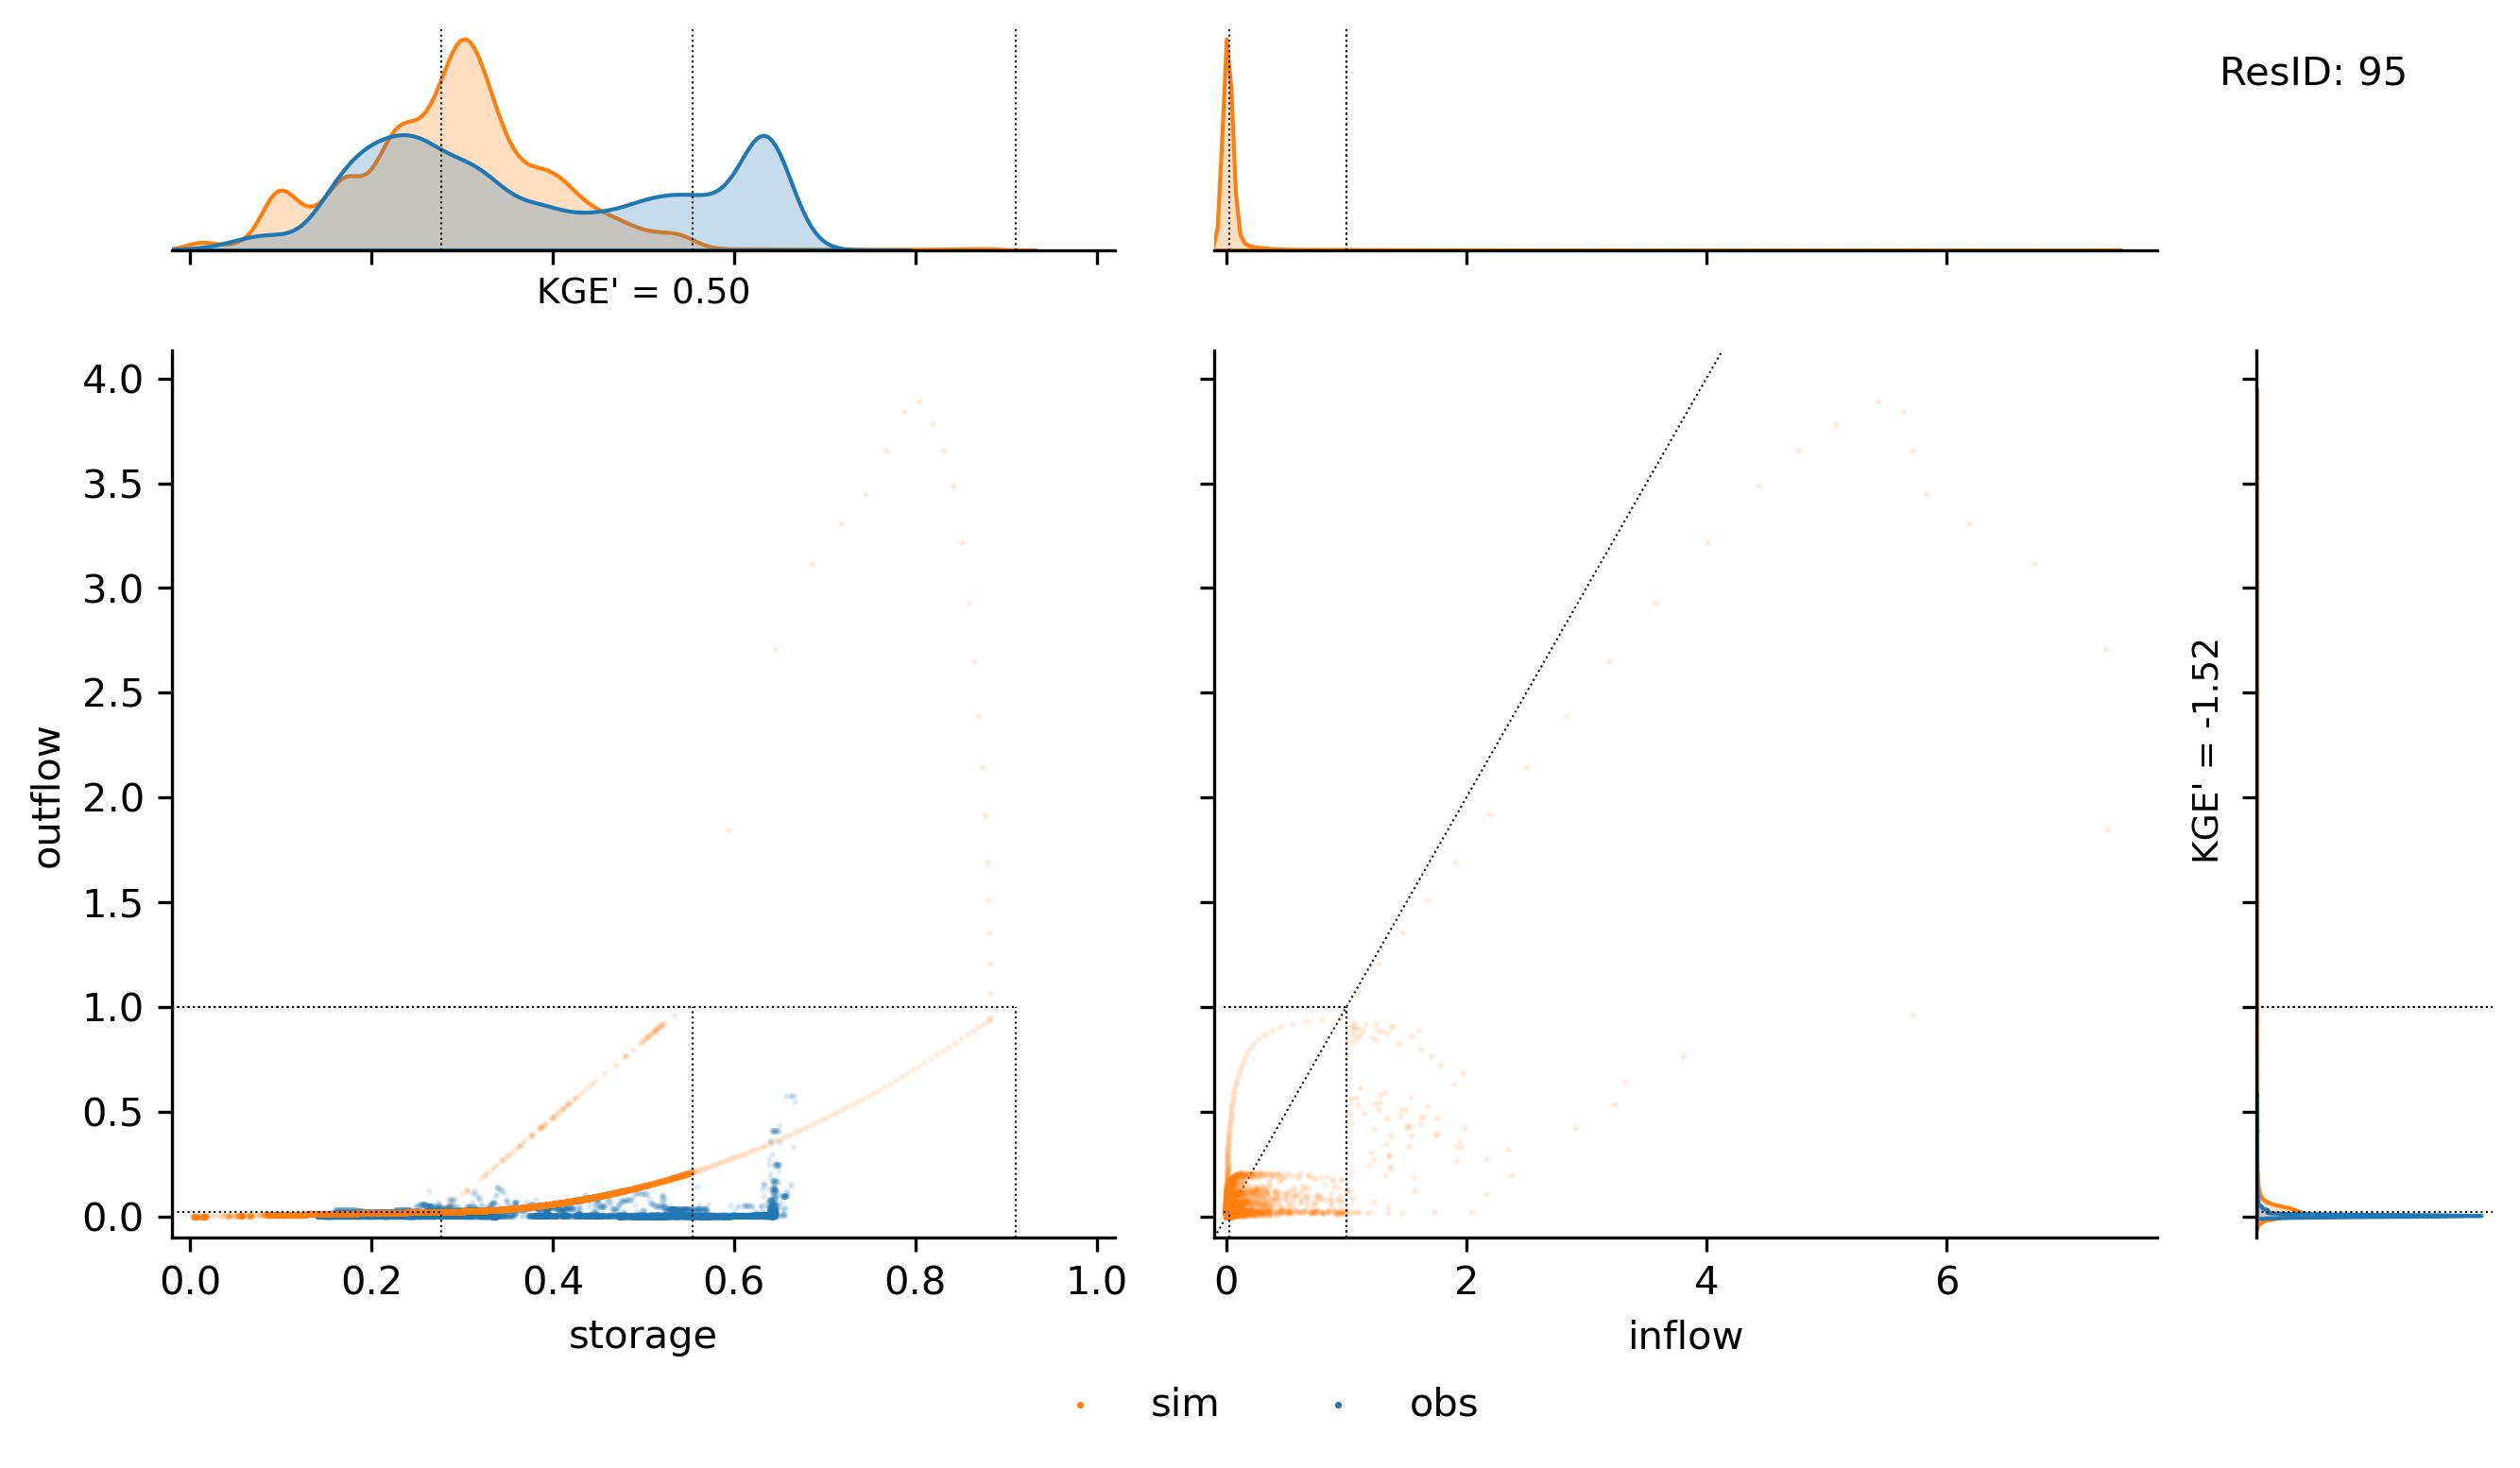 ResID: 95
KGE' = 0.50
4.0
3.5
3.0
2.5
2.0
1.5
1.0
0.5
0.0
outflow
KGE' = -1.52
0.0 0.2 0.4 0.6 0.8 1.0
0 2 4 6
storage
inflow
sim obs